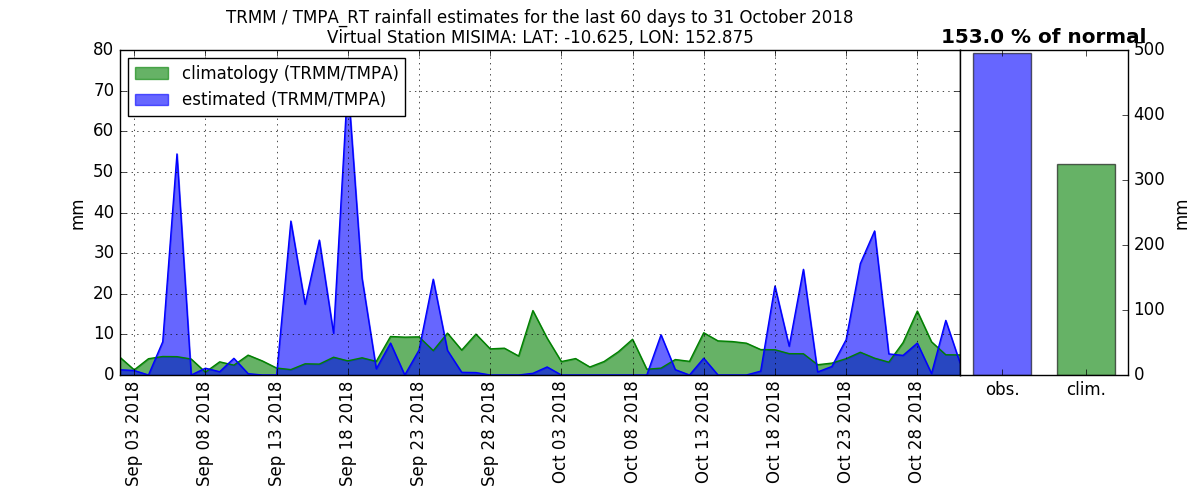 TRMM / TMPA_RT rainfall estimates for the last 60 days to 31 October 2018
Virtual Station MISIMA: LAT: -10.625, LON: 152.875
153.0 % of normal
climatology (TRMM/TMPA)
estimated (TRMM/TMPA)
80
70
60
50
40
30
20
10
0
mm
Sep 03 2018
Sep 08 2018
Sep 13 2018
Sep 18 2018
Sep 23 2018
Sep 28 2018
Oct 03 2018
Oct 08 2018
Oct 13 2018
Oct 18 2018
Oct 23 2018
Oct 28 2018
500
400
300
200
100
0
mm
obs.
clim.